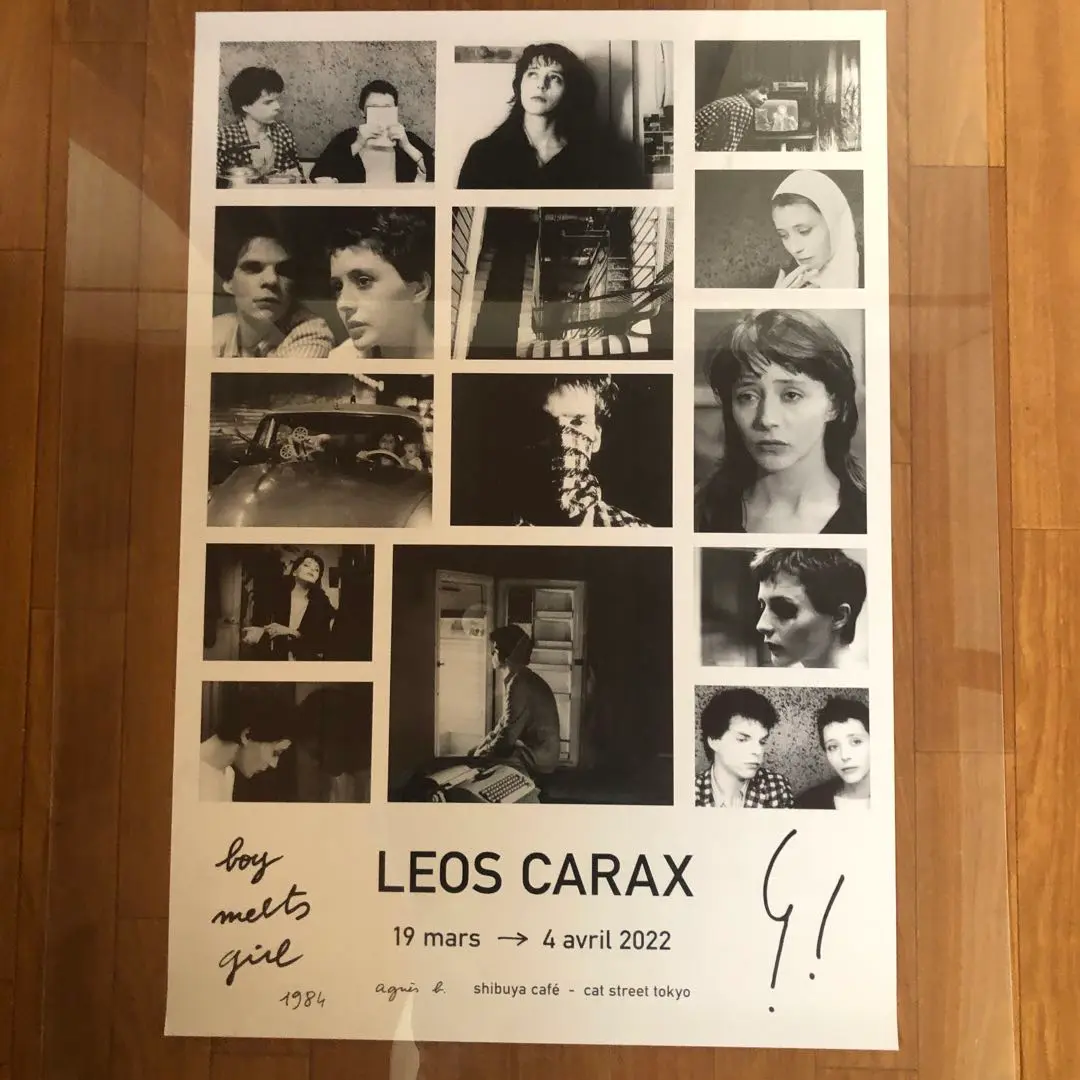 boy
meets
girl
1984
LEOS CARAX
19 mars → 4 avril 2022
agnès b. shibuya café - cat street tokyo